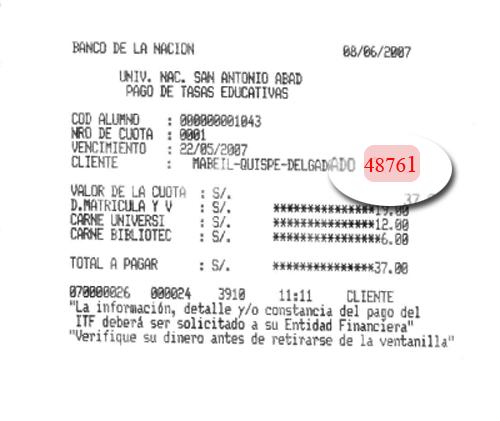 BANCO DE LA NACION 08/06/2007
UNIV. NAC. SAN ANTONIO ABAD
PAGO DE TASAS EDUCATIVAS
COD ALUMNO : 000000001043
NRO DE CUOTA : 0001
VENCIMIENTO : 22/05/2007
CLIENTE : MABEIL-QUISPE-DELGADADO 48761
VALOR DE LA CUOTA : S/. 37
D.MATRICULA Y V : S/. ***************19.00
CARNE UNIVERSI : S/. ***************12.00
CARNE BIBLIOTEC : S/. ****************6.00
TOTAL A PAGAR : S/. ***************37.00
070000026 000024 3910 11:11 CLIENTE
"La información, detalle y/o constancia del pago del
ITF deberá ser solicitado a su Entidad Financiera"
"Verifique su dinero antes de retirarse de la ventanilla"